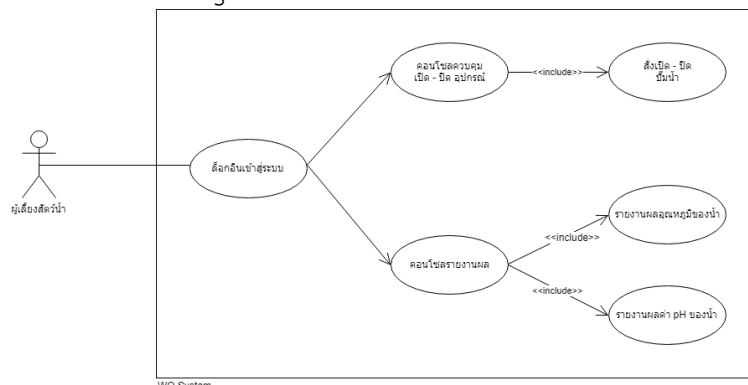 คอนโซลควบคุม
เปิด - ปิด อุปกรณ์
<<include>>
สั่งเปิด - ปิด
ปั๊มน้ำ
ล็อกอินเข้าสู่ระบบ
ผู้เลี้ยงสัตว์น้ำ
รายงานผลอุณหภูมิของน้ำ
<<include>>
คอนโซลรายงานผล
<<include>>
รายงานผลค่า pH ของน้ำ